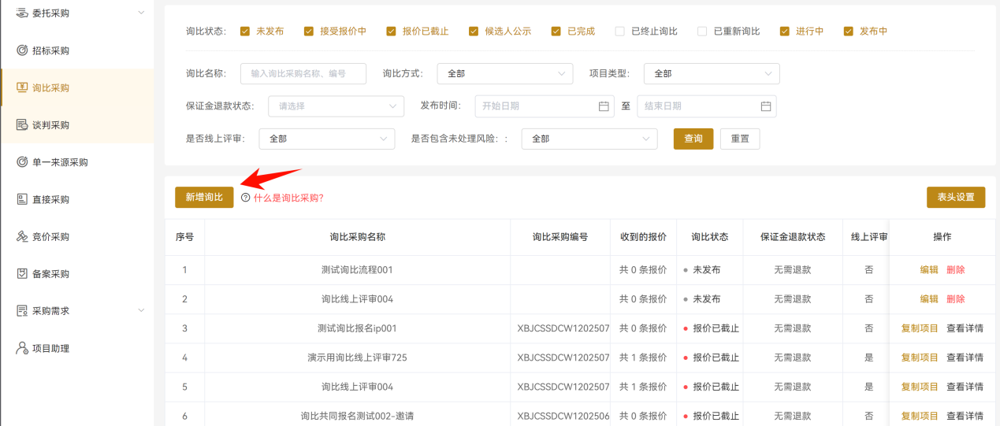 委托采购
招标采购
询比采购
谈判采购
单一来源采购
直接采购
竞价采购
备案采购
采购需求
项目助理
询比状态： 未发布 接受报价中 报价已截止 候选人公示 已完成 已终止询比 已重新询比 进行中 发布中
询比名称： 输入询比采购名称、编号 询比方式： 全部 项目类型： 全部
保证金退款状态： 请选择 发布时间： 开始日期 至 结束日期
是否线上评审： 全部 是否包含未处理风险：： 全部 查询 重置
新增询比 什么是询比采购? 表头设置
序号 询比采购名称 询比采购编号 收到的报价 询比状态 保证金退款状态 线上评审 操作
1 测试询比流程001 共 0 条报价 未发布 无需退款 否 编辑 删除
2 询比线上评审004 共 0 条报价 未发布 无需退款 否 编辑 删除
3 测试询比报名ip001 XBJCSSDCW1202507 共 0 条报价 报价已截止 无需退款 否 复制项目 查看详情
4 演示用询比线上评审725 XBJCSSDCW1202507 共 1 条报价 报价已截止 无需退款 是 复制项目 查看详情
5 询比线上评审004 XBJCSSDCW1202507 共 1 条报价 报价已截止 无需退款 是 复制项目 查看详情
6 询比共同报名测试002-邀请 XBJCSSDCW1202506 共 0 条报价 报价已截止 无需退款 否 复制项目 查看详情